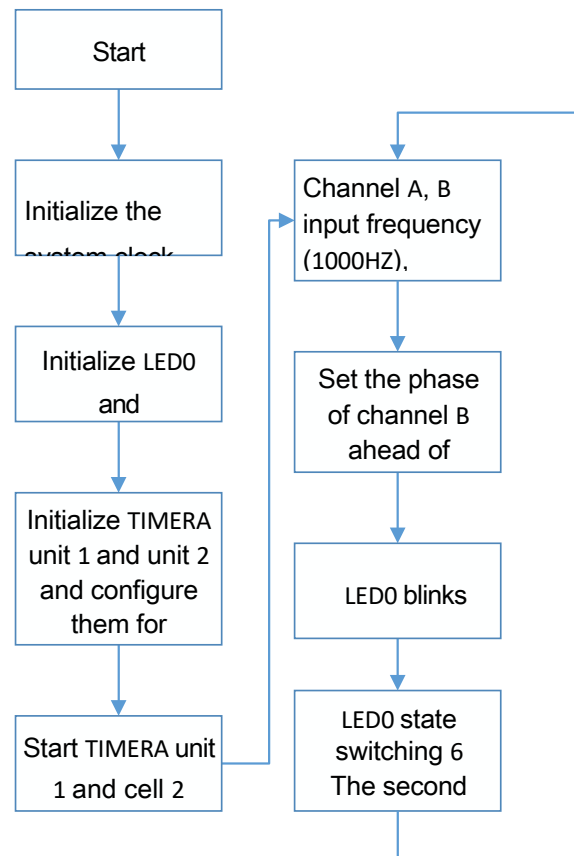 Start
Initialize the
system clock
Initialize LED0
and
Initialize TIMERA
unit 1 and unit 2
and configure
them for
Start TIMERA unit
1 and cell 2
Channel A, B
input frequency
(1000HZ),
Set the phase
of channel B
ahead of
LED0 blinks
LED0 state
switching 6
The second